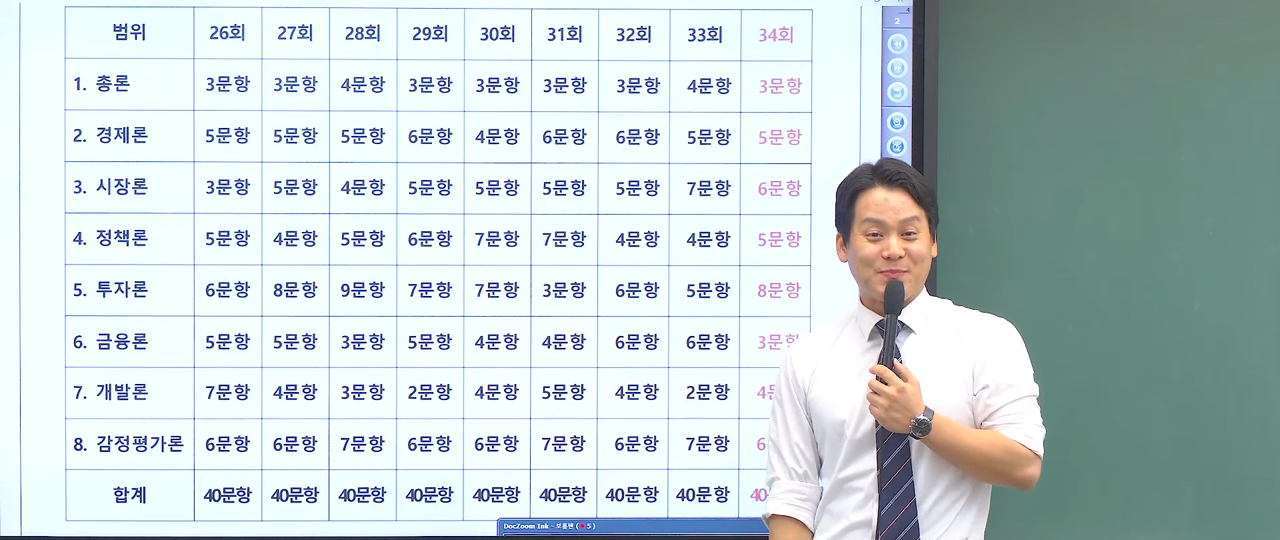 범위 26회 27회 28회 29회 30회 31회 32회 33회 34회
1. 총론 3문항 3문항 4문항 3문항 3문항 3문항 3문항 4문항 3문항
2. 경제론 5문항 5문항 5문항 6문항 4문항 6문항 6문항 5문항 5문항
3. 시장론 3문항 5문항 4문항 5문항 5문항 5문항 5문항 7문항 6문항
4. 정책론 5문항 4문항 5문항 6문항 7문항 7문항 4문항 4문항 5문항
5. 투자론 6문항 8문항 9문항 7문항 7문항 3문항 6문항 5문항 8문항
6. 금융론 5문항 5문항 3문항 5문항 4문항 4문항 6문항 6문항 3문항
7. 개발론 7문항 4문항 3문항 2문항 4문항 5문항 4문항 2문항 4
8. 감정평가론 6문항 6문항 7문항 6문항 6문항 7문항 6문항 7문항 6
합계 40문항 40문항 40문항 40문항 40문항 40문항 40문항 40문항 40
2
DocZoom Ink - 보통펜 ( 5 )